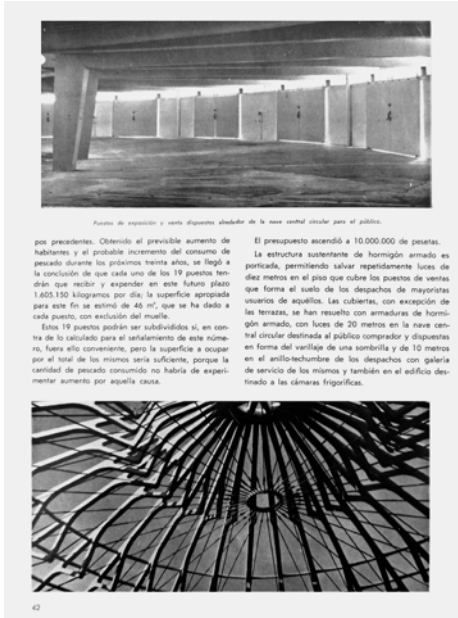 Puestos de exposición y venta dispuestos alrededor de la nave central circular para el público.
pos precedentes. Obtenido el previsible aumento de
habitantes y el probable incremento del consumo de
pescado durante los próximos treinta años, se llegó a
la conclusión de que cada uno de los 19 puestos ten-
drán que recibir y expender en este futuro plazo
1.605.150 kilogramos por día; la superficie apropiada
para este fin se estimó de 46 m², que se ha dado a
cada puesto, con exclusión del muelle.
Estos 19 puestos podrán ser subdivididos si, en con-
tra de lo calculado para el señalamiento de este núme-
ro, fuera ello conveniente, pero la superficie a ocupar
por el total de los mismos sería suficiente, porque la
cantidad de pescado consumido no habría de experi-
mentar aumento por aquella causa.
El presupuesto ascendió a 10.000.000 de pesetas.
La estructura sustentante de hormigón armado es
porticada, permitiendo salvar repetidamente luces de
diez metros en el piso que cubre los puestos de ventas
que forma el suelo de los despachos de mayoristas
usuarios de aquéllos. Las cubiertas, con excepción de
las terrazas, se han resuelto con armaduras de hormi-
gón armado, con luces de 20 metros en la nave cen-
tral circular destinada al público comprador y dispuestas
en forma del varillaje de una sombrilla y de 10 metros
en el anillo-techumbre de los despachos con galería
de servicio de los mismos y también en el edificio des-
tinado a las cámaras frigoríficas.
42